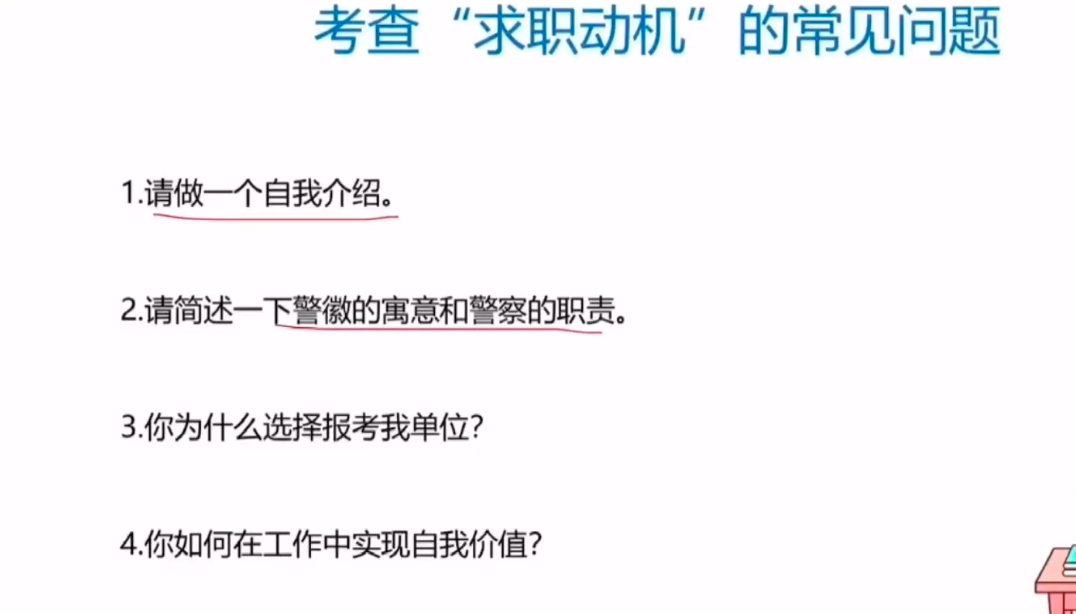 考查“求职动机”的常见问题
1.请做一个自我介绍。
2.请简述一下警徽的寓意和警察的职责。
3.你为什么选择报考我单位?
4.你如何在工作中实现自我价值?